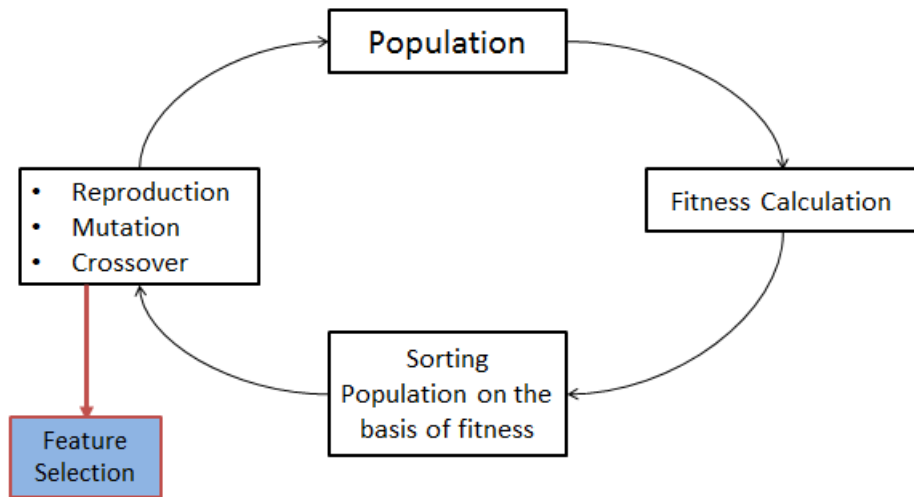 Population
Fitness Calculation
Sorting
Population on the
basis of fitness
• Reproduction
• Mutation
• Crossover
Feature
Selection